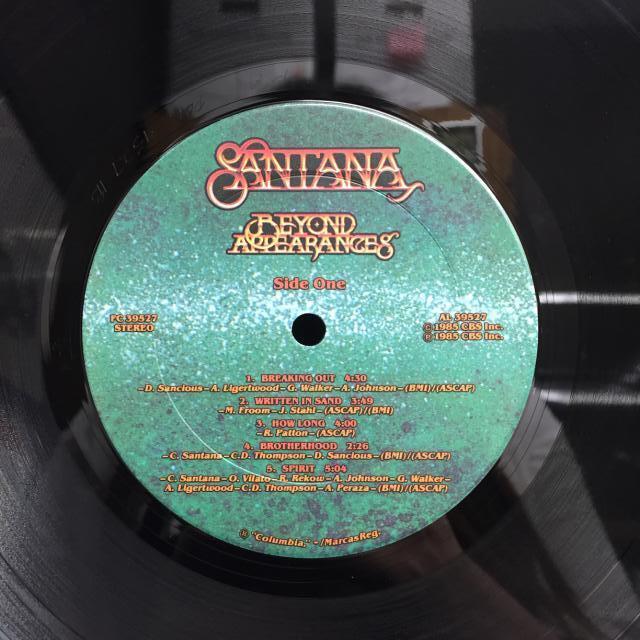 SANTANA
BEYOND
APPEARANCES
Side One
FC 39527
STEREO
AL 39527
© 1985 CBS Inc.
℗ 1985 CBS Inc.
1. BREAKING OUT 4:30
-D. Sancious-A. Ligertwood-G. Walker-A. Johnson-(BMI)/(ASCAP)
2. WRITTEN IN SAND 3:49
-M. Froom-J. Stahl-(ASCAP)/(BMI)
3. HOW LONG 4:00
-R. Patton-(ASCAP)
4. BROTHERHOOD 2:26
-C. Santana-C.D. Thompson-D. Sancious-(BMI)/(ASCAP)
5. SPIRIT 5:04
-C. Santana-O. Vilato-R. Rekow-A. Johnson-G. Walker-
A. Ligertwood-C.D. Thompson-A. Peraza-(BMI)/(ASCAP)
® "Columbia,"-/MarcasReg.